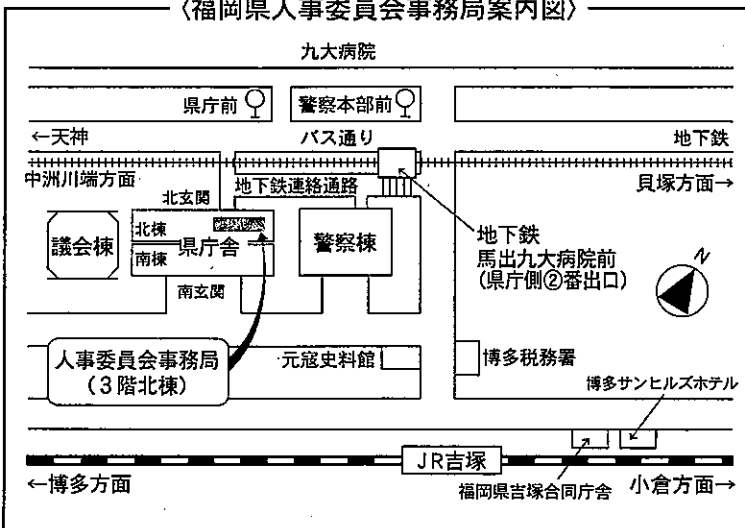 〈福岡県人事委員会事務局案内図〉
九大病院
県庁前
警察本部前
←天神
バス通り
地下鉄
中洲川端方面
地下鉄連絡通路
貝塚方面→
北玄関
議会棟
北棟
県庁舎
南棟
警察棟
地下鉄
馬出九大病院前
(県庁側②番出口)
N
南玄関
人事委員会事務局
(3階北棟)
元寇史料館
博多税務署
博多サンヒルズホテル
JR吉塚
←博多方面
福岡県吉塚合同庁舎
小倉方面→